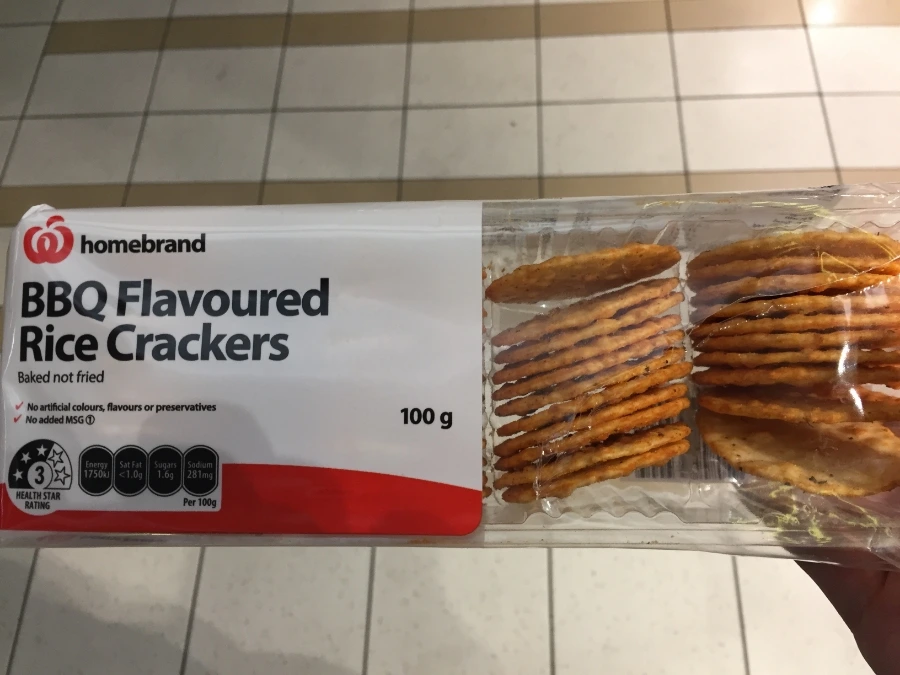 homebrand
BBQ Flavoured
Rice Crackers
Baked not fried
✓ No artificial colours, flavours or preservatives
✓ No added MSG ①
100 g
3
HEALTH STAR
RATING
Energy
1750kJ
Sat Fat
<1.0g
Sugars
1.6g
Sodium
281mg
Per 100g